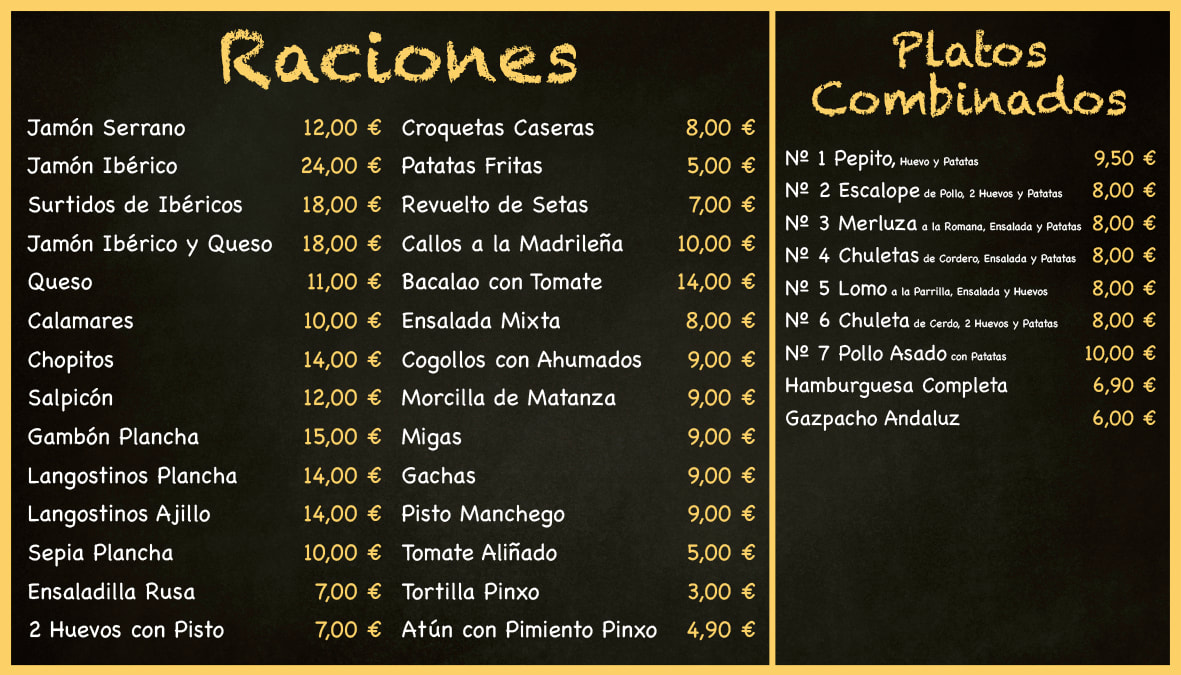 Raciones
Jamón Serrano 12,00 €
Jamón Ibérico 24,00 €
Surtidos de Ibéricos 18,00 €
Jamón Ibérico y Queso 18,00 €
Queso 11,00 €
Calamares 10,00 €
Chopitos 14,00 €
Salpicón 12,00 €
Gambón Plancha 15,00 €
Langostinos Plancha 14,00 €
Langostinos Ajillo 14,00 €
Sepia Plancha 10,00 €
Ensaladilla Rusa 7,00 €
2 Huevos con Pisto 7,00 €
Croquetas Caseras 8,00 €
Patatas Fritas 5,00 €
Revuelto de Setas 7,00 €
Callos a la Madrileña 10,00 €
Bacalao con Tomate 14,00 €
Ensalada Mixta 8,00 €
Cogollos con Ahumados 9,00 €
Morcilla de Matanza 9,00 €
Migas 9,00 €
Gachas 9,00 €
Pisto Manchego 9,00 €
Tomate Aliñado 5,00 €
Tortilla Pinxo 3,00 €
Atún con Pimiento Pinxo 4,90 €
Platos
Combinados
Nº 1 Pepito, Huevo y Patatas 9,50 €
Nº 2 Escalope de Pollo, 2 Huevos y Patatas 8,00 €
Nº 3 Merluza a la Romana, Ensalada y Patatas 8,00 €
Nº 4 Chuletas de Cordero, Ensalada y Patatas 8,00 €
Nº 5 Lomo a la Parrilla, Ensalada y Huevos 8,00 €
Nº 6 Chuleta de Cerdo, 2 Huevos y Patatas 8,00 €
Nº 7 Pollo Asado con Patatas 10,00 €
Hamburguesa Completa 6,90 €
Gazpacho Andaluz 6,00 €